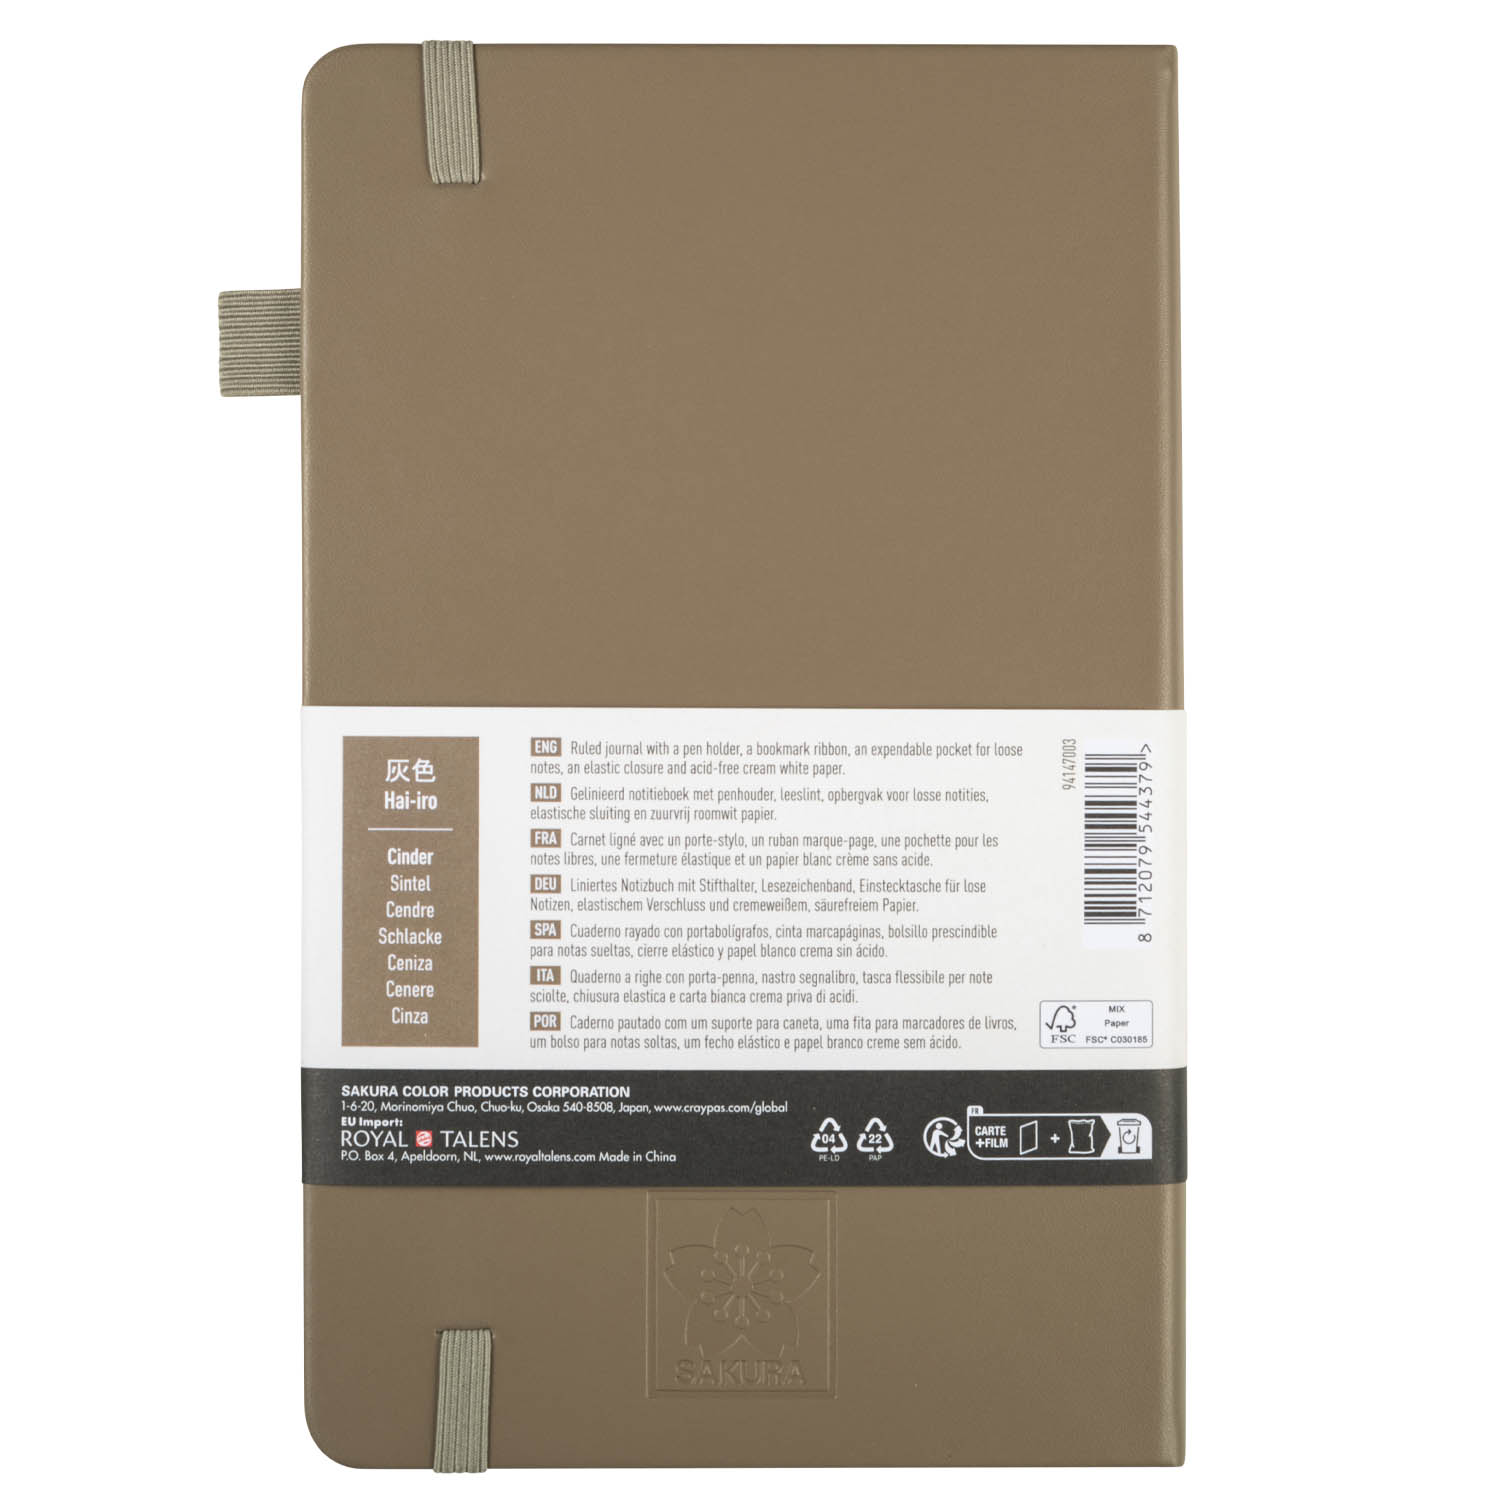 灰色
Hai-iro
Cinder
Sintel
Cendre
Schlacke
Ceniza
Cenere
Cinza
ENG Ruled journal with a pen holder, a bookmark ribbon, an expendable pocket for loose
notes, an elastic closure and acid-free cream white paper.
NLD Gelinieerd notitieboek met penhouder, leeslint, opbergvak voor losse notities,
elastische sluiting en zuurvrij roomwit papier.
FRA Carnet ligné avec un porte-stylo, un ruban marque-page, une pochette pour les
notes libres, une fermeture élastique et un papier blanc crème sans acide.
DEU Liniertes Notizbuch mit Stifthalter, Lesezeichenband, Einstecktasche für lose
Notizen, elastischem Verschluss und cremeweißem, säurefreiem Papier.
SPA Cuaderno rayado con portabolígrafos, cinta marcapáginas, bolsillo prescindible
para notas sueltas, cierre elástico y papel blanco crema sin ácido.
ITA Quaderno a righe con porta-penna, nastro segnalibro, tasca flessibile per note
sciolte, chiusura elastica e carta bianca crema priva di acidi.
POR Caderno pautado com um suporte para caneta, uma fita para marcadores de livros,
um bolso para notas soltas, um fecho elástico e papel branco creme sem ácido.
94147003
8 712079 544379 >
FSC
MIX
Paper
FSC® C030185
SAKURA COLOR PRODUCTS CORPORATION
1-6-20, Morinomiya Chuo, Chuo-ku, Osaka 540-8508, Japan, www.craypas.com/global
EU Import:
ROYAL TALENS
P.O. Box 4, Apeldoorn, NL, www.royaltalens.com Made in China
04
PE-LD
22
PAP
FR
CARTE
+FILM
+
SAKURA